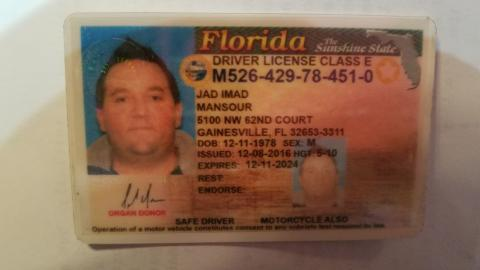 Florida The Sunshine State
DRIVER LICENSE CLASS E
M526-429-78-451-0
JAD IMAD
MANSOUR
5100 NW 62ND COURT
GAINESVILLE, FL 32653-3311
DOB: 12-11-1978 SEX: M
ISSUED: 12-08-2016 HGT: 5-10
EXPIRES: 12-11-2024
REST:
ENDORSE:
ORGAN DONOR
SAFE DRIVER MOTORCYCLE ALSO
Operation of a motor vehicle constitutes consent to any sobriety test required by law.